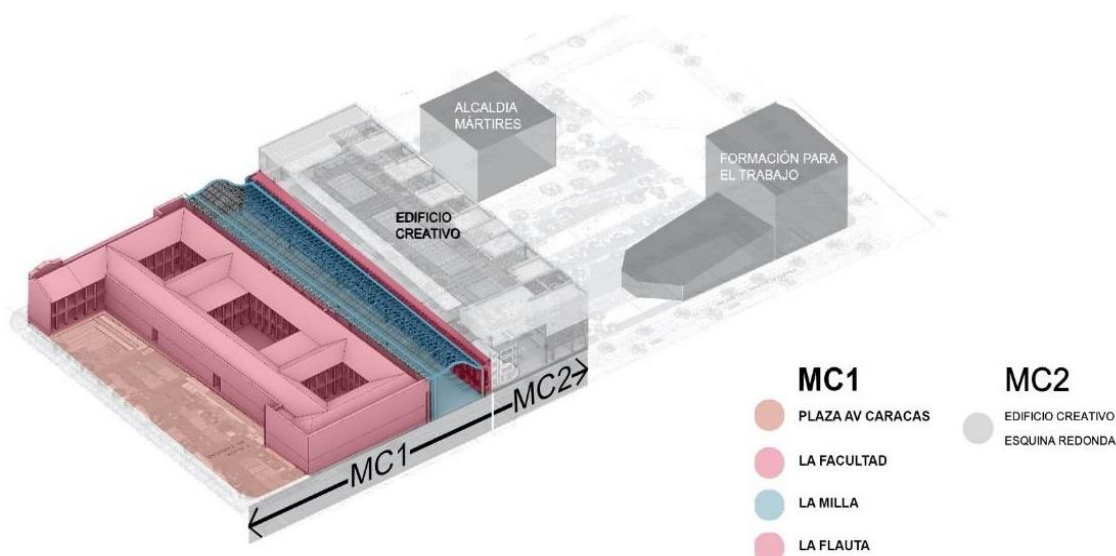 ALCALDIA
MÁRTIRES
FORMACIÓN PARA
EL TRABAJO
EDIFICIO
CREATIVO
MC2
MC1
MC1
PLAZA AV CARACAS
LA FACULTAD
LA MILLA
LA FLAUTA
MC2
EDIFICIO CREATIVO
ESQUINA REDONDA